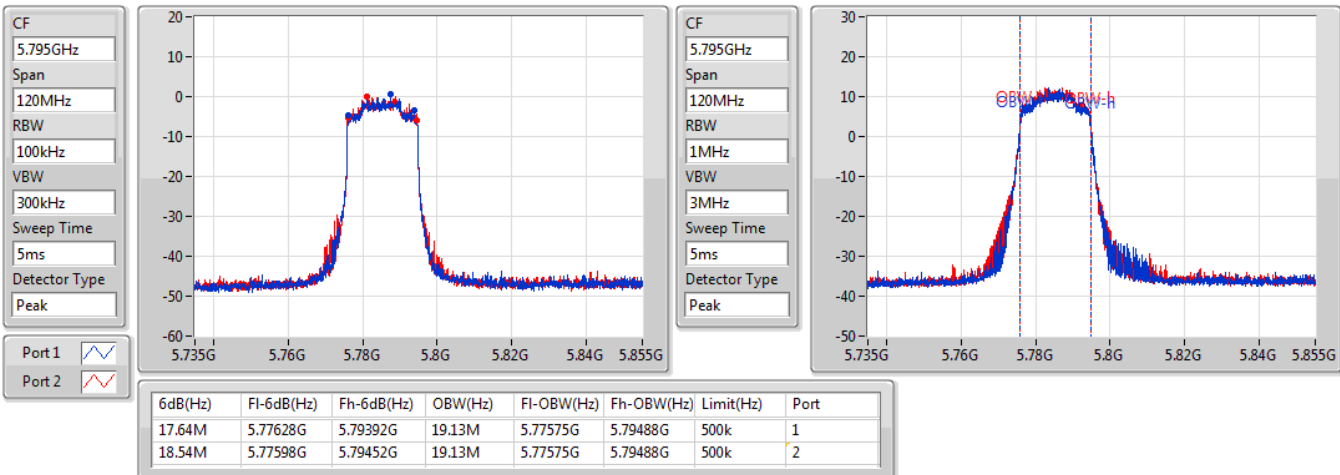 CF
5.795GHz
Span
120MHz
RBW
100kHz
VBW
300kHz
Sweep Time
5ms
Detector Type
Peak
20
10
0
-10
-20
-30
-40
-50
-60
5.735G 5.76G 5.78G 5.8G 5.82G 5.84G 5.855G
CF
5.795GHz
Span
120MHz
RBW
1MHz
VBW
3MHz
Sweep Time
5ms
Detector Type
Peak
30
20
10
0
-10
-20
-30
-40
-50
OBW-h
5.735G 5.76G 5.78G 5.8G 5.82G 5.84G 5.855G
Port 1
Port 2
6dB(Hz) Fl-6dB(Hz) Fh-6dB(Hz) OBW(Hz) Fl-OBW(Hz) Fh-OBW(Hz) Limit(Hz) Port
17.64M 5.77628G 5.79392G 19.13M 5.77575G 5.79488G 500k 1
18.54M 5.77598G 5.79452G 19.13M 5.77575G 5.79488G 500k 2